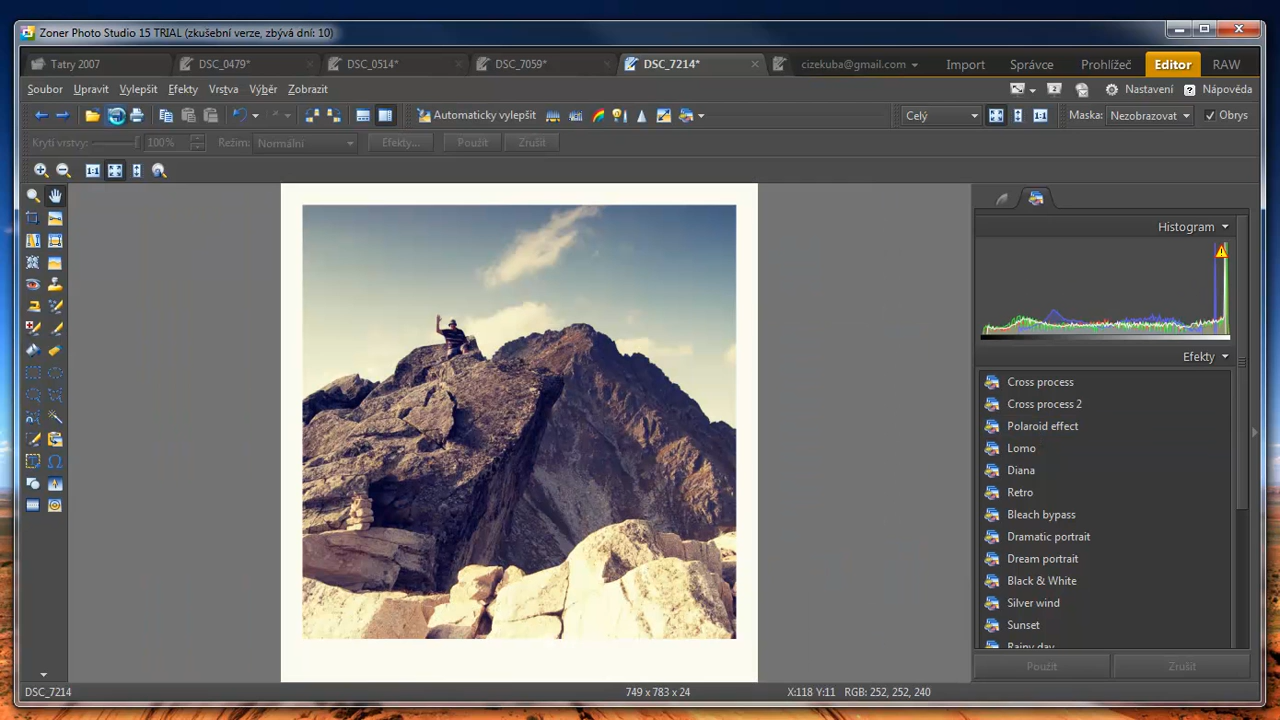 Zoner Photo Studio 15 TRIAL (zkušební verze, zbývá dní: 10)
Tatry 2007
DSC_0479*
DSC_0514*
DSC_7059*
DSC_7214*
cizekuba@gmail.com
Import
Správce
Prohlížeč
Editor
RAW
Soubor Upravit Vylepšit Efekty Vrstva Výběr Zobrazit
Nastavení
Nápověda
Automaticky vylepšit
Celý
Maska: Nezobrazovat
Obrys
Krytí vrstvy: 100% Režim: Normální Efekty... Použít Zrušit
1:1
Histogram
Efekty
Cross process
Cross process 2
Polaroid effect
Lomo
Diana
Retro
Bleach bypass
Dramatic portrait
Dream portrait
Black & White
Silver wind
Sunset
Rainy day
Použít Zrušit
DSC_7214
749 x 783 x 24
X:118 Y:11
RGB: 252, 252, 240